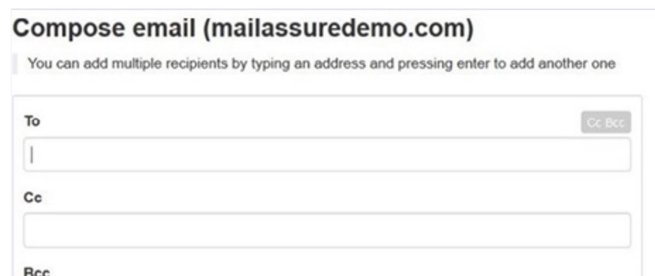 Compose email (mailassuredemo.com)
You can add multiple recipients by typing an address and pressing enter to add another one
To
Cc Bcc
Cc
Bcc